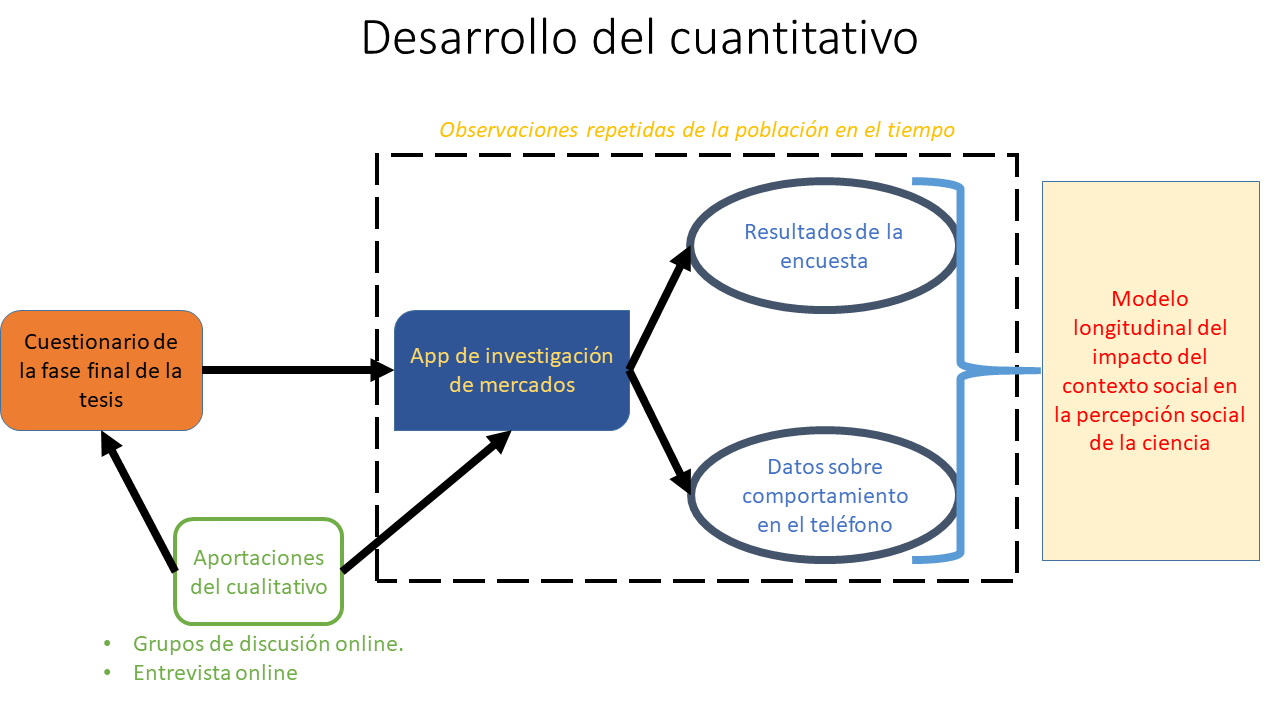 Desarrollo del cuantitativo
Observaciones repetidas de la población en el tiempo
Resultados de la
encuesta
Cuestionario de
la fase final de la
tesis
App de investigación
de mercados
Modelo
longitudinal del
impacto del
contexto social en
la percepción social
de la ciencia
Datos sobre
comportamiento
en el teléfono
Aportaciones
del cualitativo
• Grupos de discusión online.
• Entrevista online